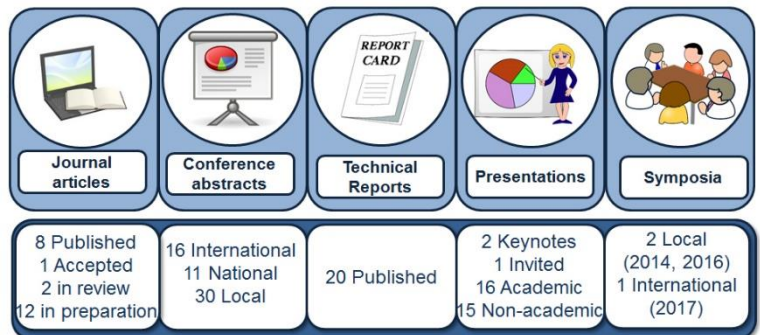 REPORT
CARD
Journal
articles
Conference
abstracts
Technical
Reports
Presentations
Symposia
8 Published
1 Accepted
2 in review
12 in preparation
16 International
11 National
30 Local
20 Published
2 Keynotes
1 Invited
16 Academic
15 Non-academic
2 Local
(2014, 2016)
1 International
(2017)